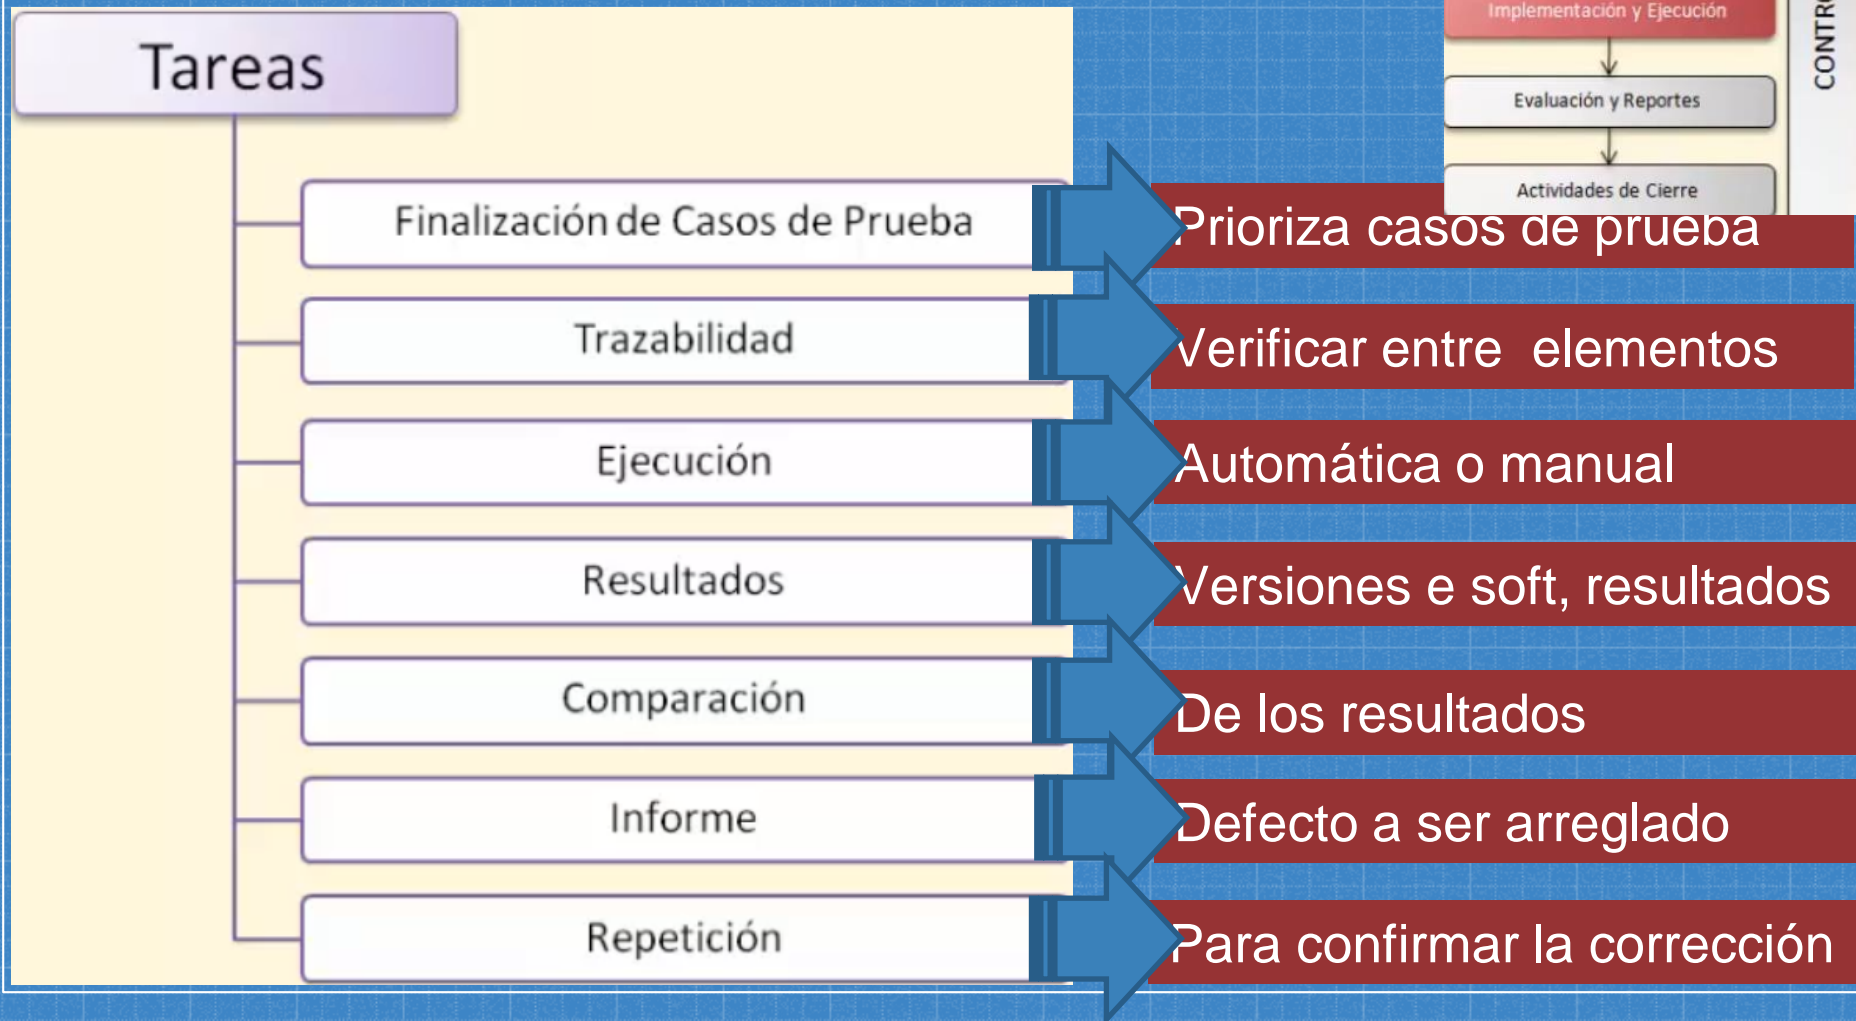 Tareas
Finalización de Casos de Prueba
Trazabilidad
Ejecución
Resultados
Comparación
Informe
Repetición
Prioriza casos de prueba
Verificar entre elementos
Automática o manual
Versiones e soft, resultados
De los resultados
Defecto a ser arreglado
Para confirmar la corrección
Implementación y Ejecución
Evaluación y Reportes
Actividades de Cierre